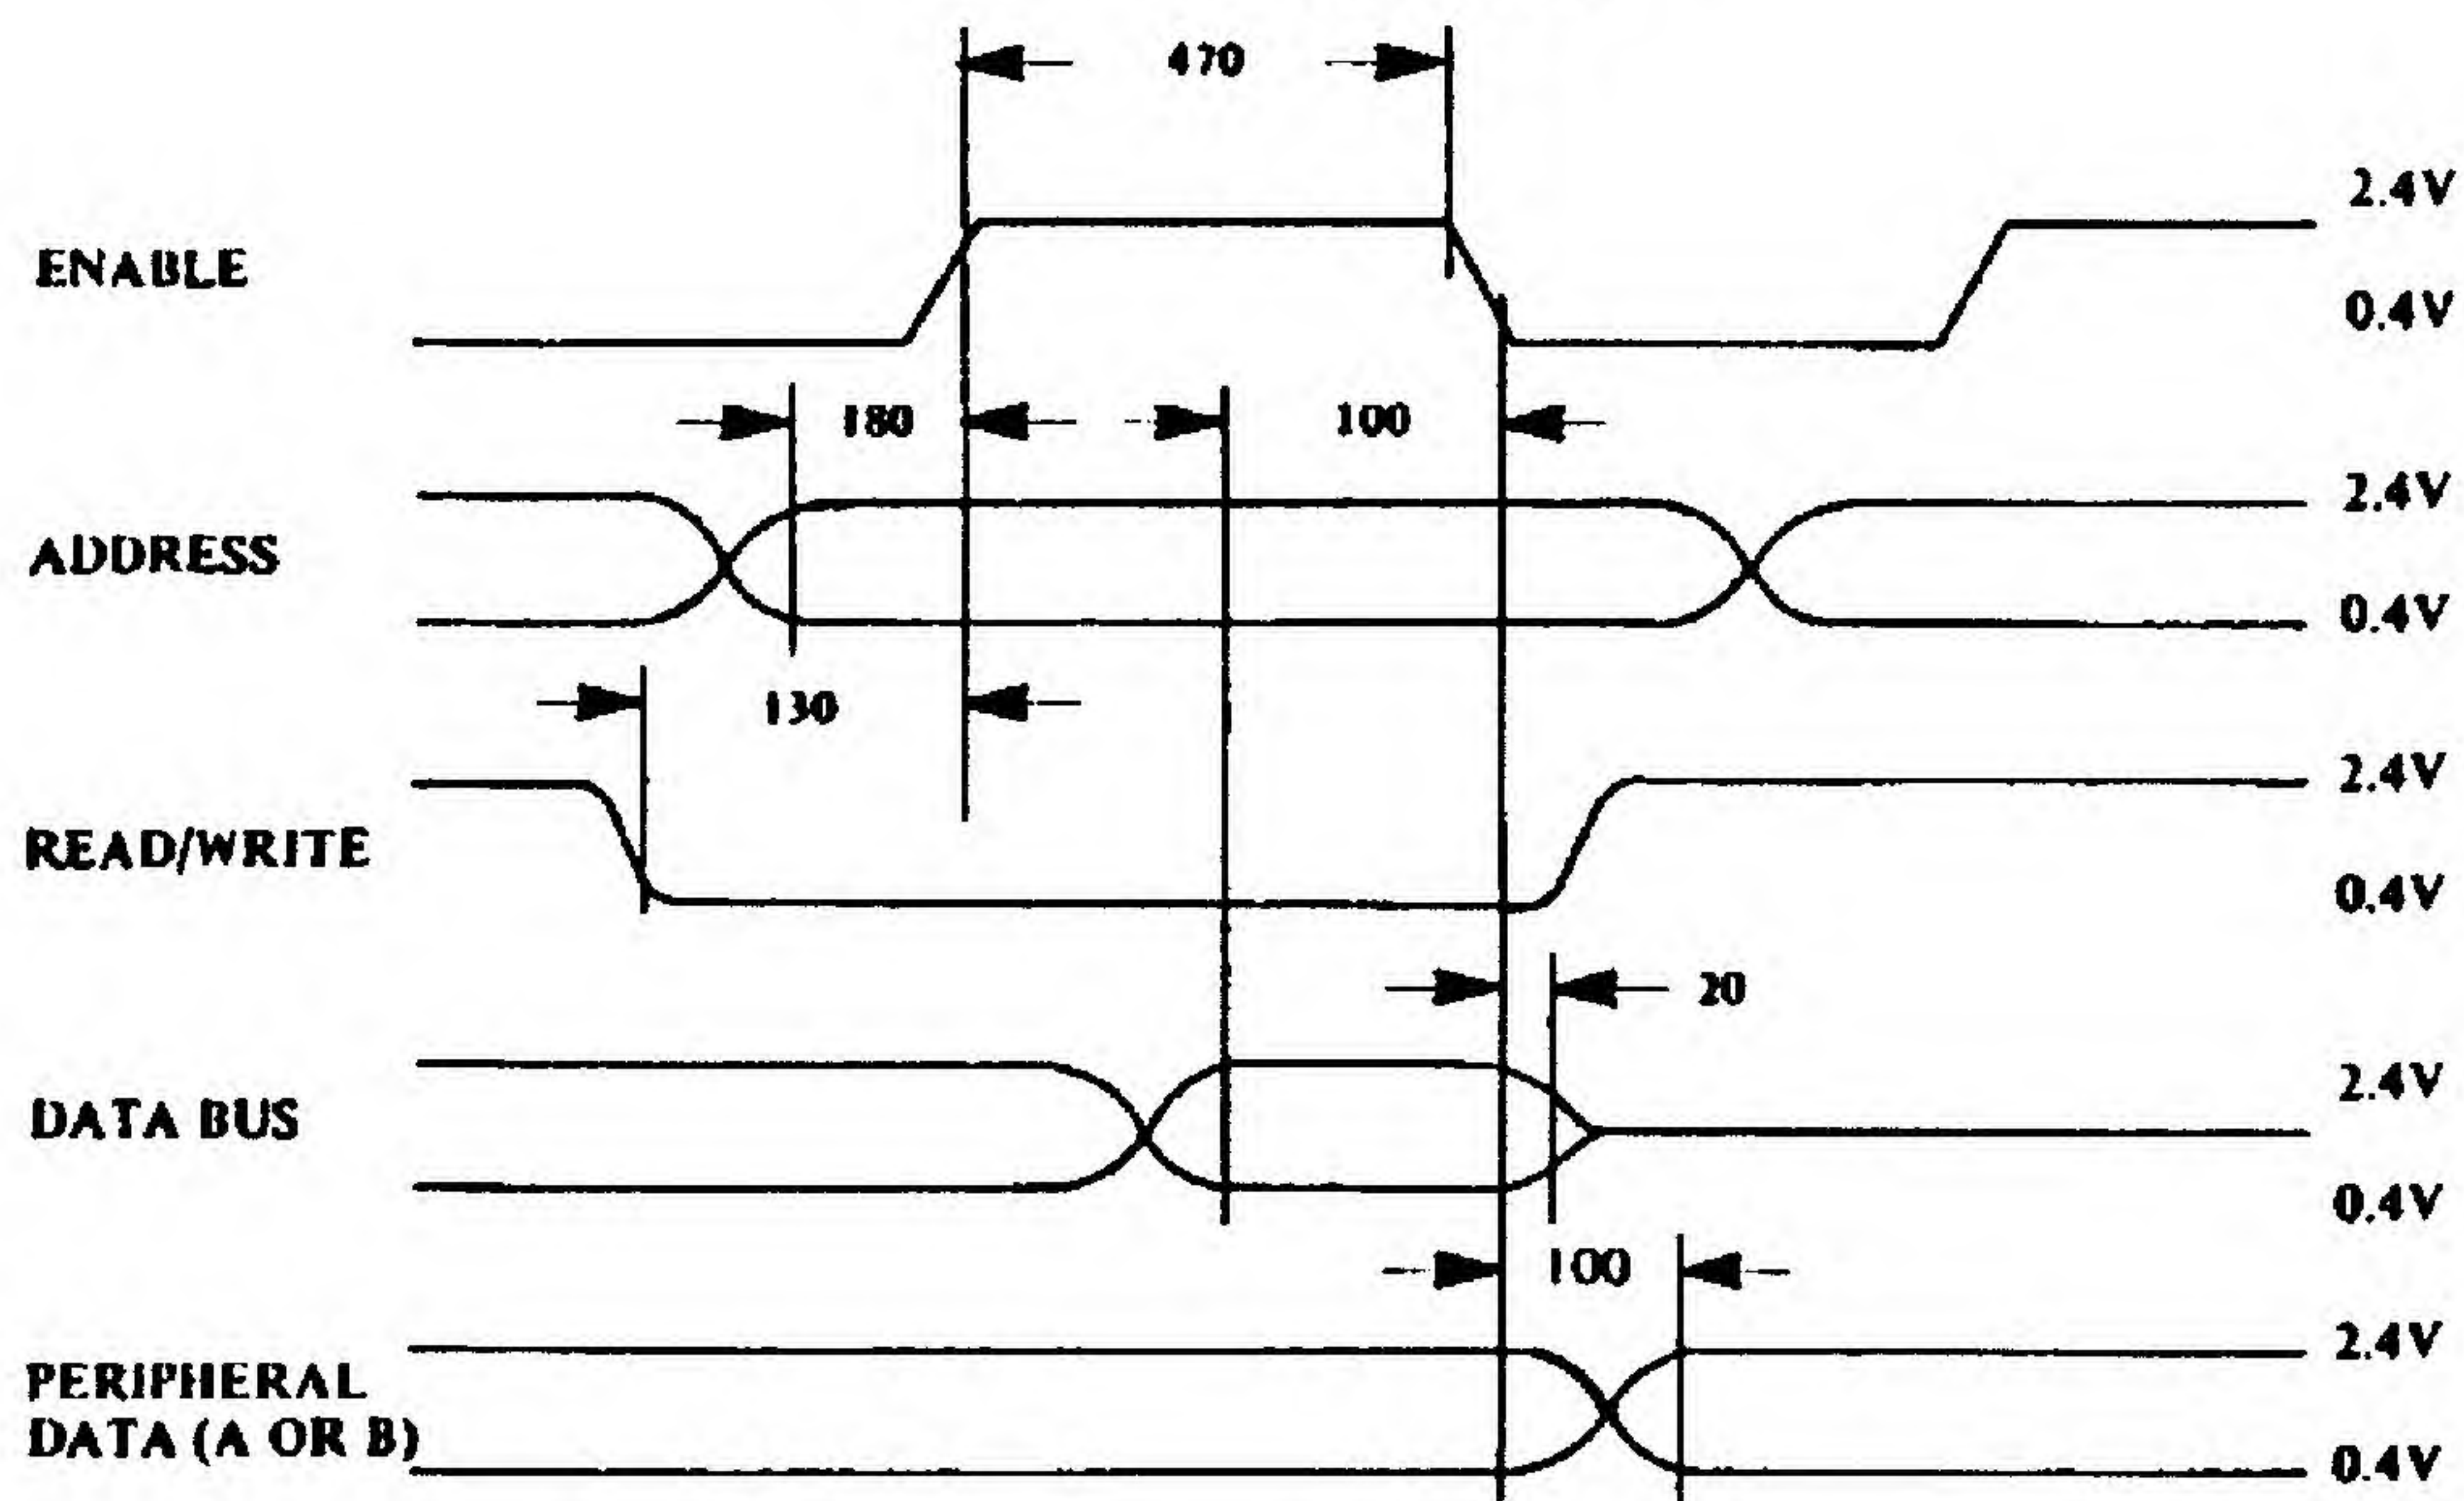 470
2.4V
ENABLE
0.4V
180 100
2.4V
ADDRESS
0.4V
130
2.4V
READ/WRITE
0.4V
20
2.4V
DATA BUS
0.4V
100
2.4V
PERIPHERAL
DATA (A OR B)
0.4V